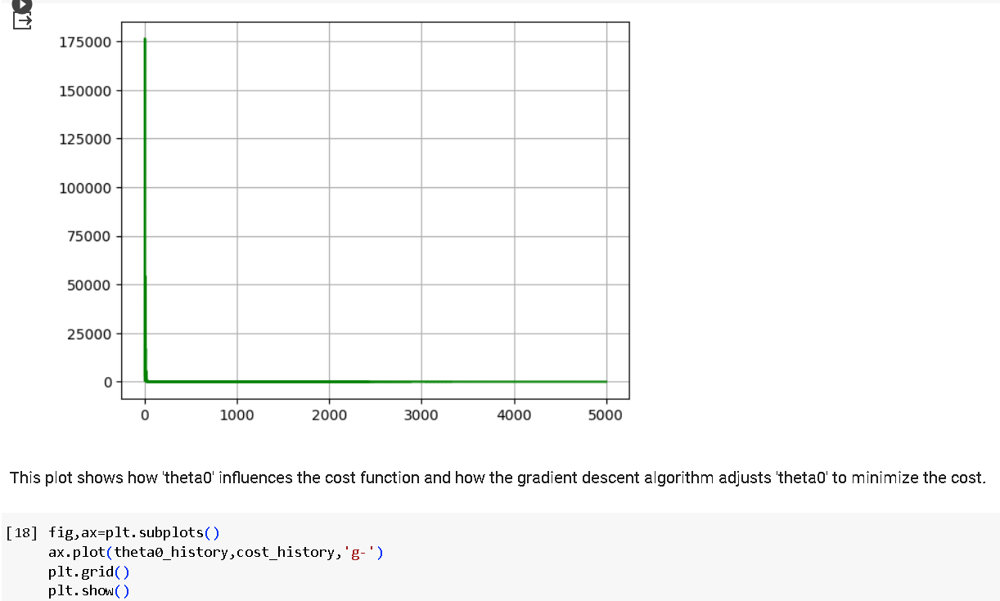 175000
150000
125000
100000
75000
50000
25000
0
0 1000 2000 3000 4000 5000
This plot shows how 'theta0' influences the cost function and how the gradient descent algorithm adjusts 'theta0' to minimize the cost.
[18] fig,ax=plt.subplots()
ax.plot(theta0_history,cost_history,'g-')
plt.grid()
plt.show()